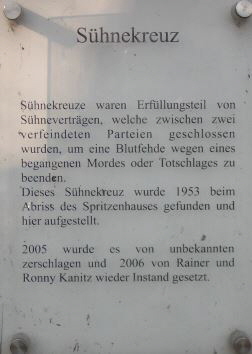 Sühnekreuz
Sühnekreuze waren Erfüllungsteil von
Sühneverträgen, welche zwischen zwei
verfeindeten Parteien geschlossen
wurden, um eine Blutfehde wegen eines
begangenen Mordes oder Totschlages zu
beenden.
Dieses Sühnekreuz wurde 1953 beim
Abriss des Spritzenhauses gefunden und
hier aufgestellt.
2005 wurde es von unbekannten
zerschlagen und 2006 von Rainer und
Ronny Kanitz wieder Instand gesetzt.